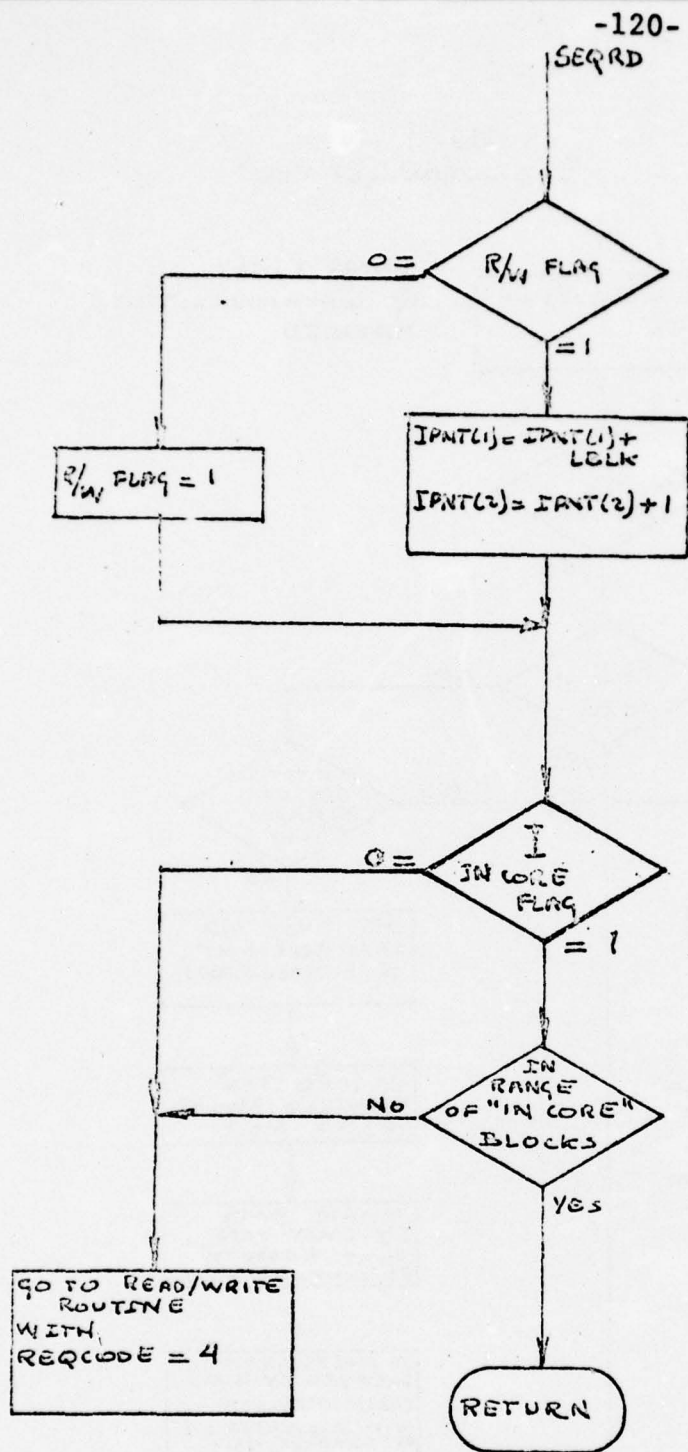 -120-
SEQRD
R/W FLAG
0 =
= 1
IPNT(1) = IPNT(1) +
LBLK
IPNT(2) = IPNT(2) + 1
R/W FLAG = 1
I
IN CORE
FLAG
0 =
= 1
IN
RANGE
OF "IN CORE"
BLOCKS
NO
YES
GO TO READ/WRITE
ROUTINE
WITH
REQCODE = 4
RETURN